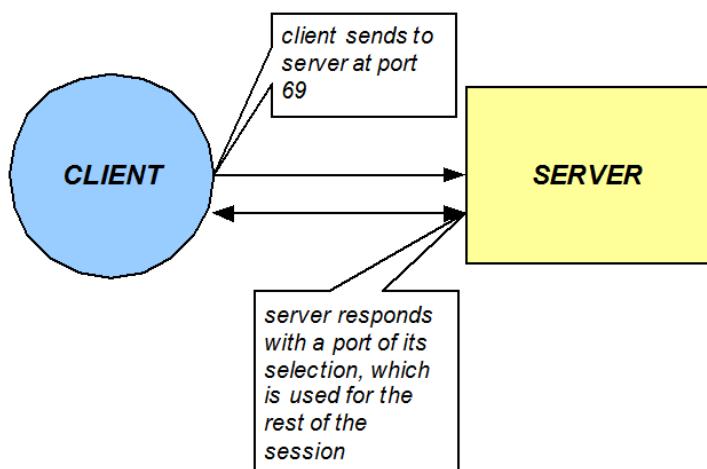 client sends to
server at port
69
CLIENT
SERVER
server responds
with a port of its
selection, which
is used for the
rest of the
session